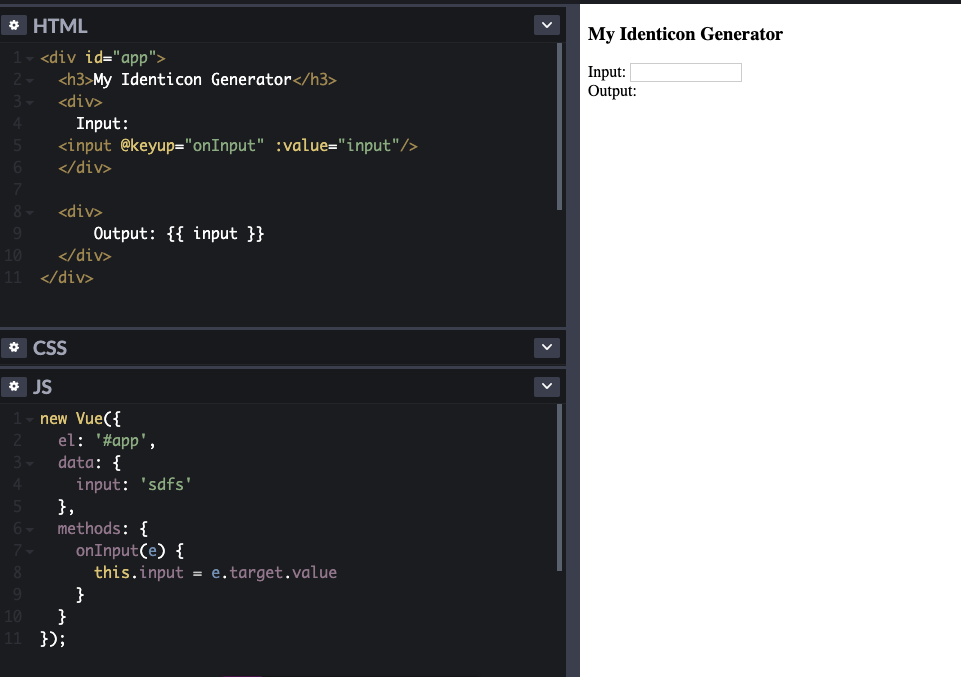 HTML
1 <div id="app">
2 <h3>My Identicon Generator</h3>
3 <div>
4 Input:
5 <input @keyup="onInput" :value="input"/>
6 </div>
7
8 <div>
9 Output: {{ input }}
10 </div>
11 </div>
CSS
JS
1 new Vue({
2 el: '#app',
3 data: {
4 input: 'sdfs'
5 },
6 methods: {
7 onInput(e) {
8 this.input = e.target.value
9 }
10 }
11 });
My Identicon Generator
Input:
Output: